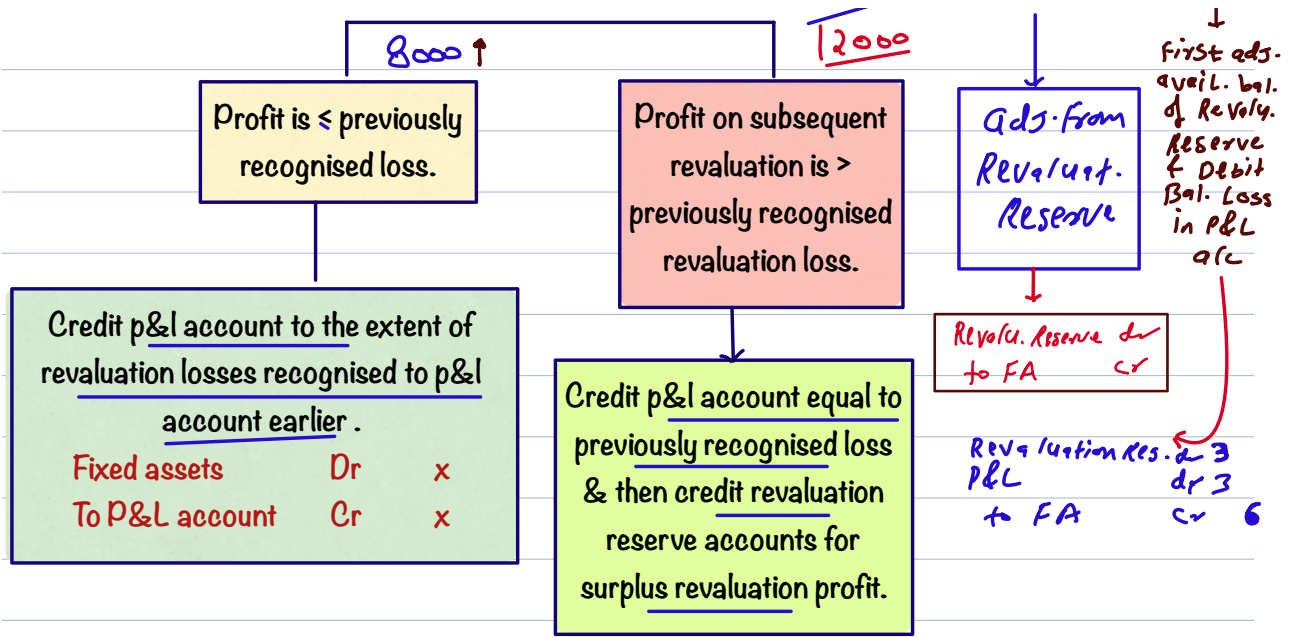 8000 ↑
12000
Profit is ≤ previously
recognised loss.
Profit on subsequent
revaluation is >
previously recognised
revaluation loss.
Credit p&l account to the extent of
revaluation losses recognised to p&l
account earlier .
Fixed assets Dr x
To P&L account Cr x
Credit p&l account equal to
previously recognised loss
& then credit revaluation
reserve accounts for
surplus revaluation profit.
adj. From
Revaluat.
Reserve
Revalu. Reserve dr
to FA cr
First adj.
avail. bal.
of Revalu.
Reserve
& Debit
Bal. Loss
in P&L
a/c
Revaluation Res. dr 3
P&L dr 3
to FA cr 6